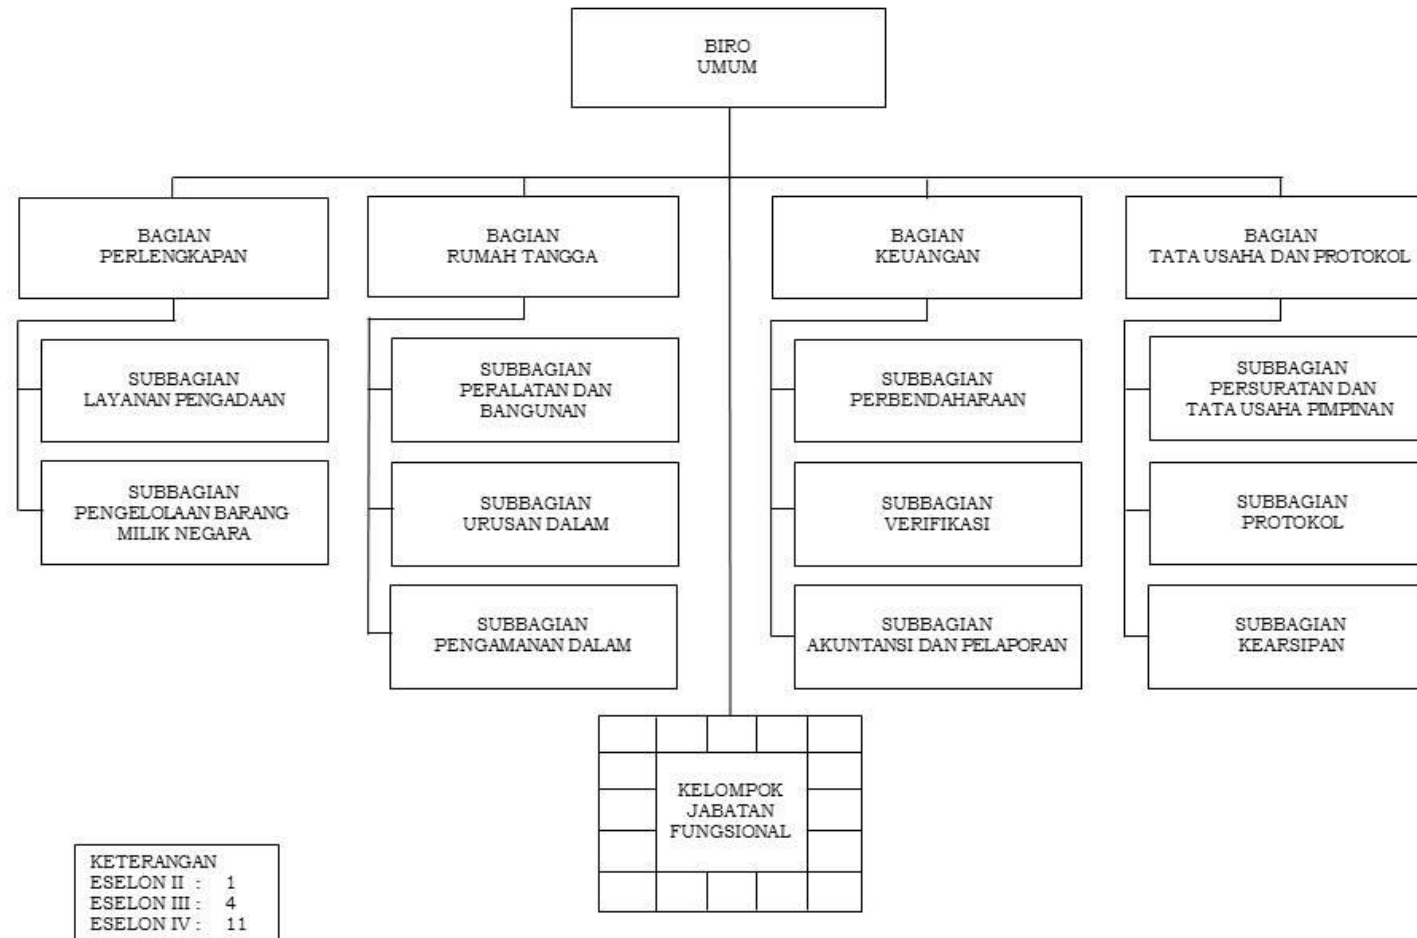 BIRO
UMUM
BAGIAN
PERLENGKAPAN
BAGIAN
RUMAH TANGGA
BAGIAN
KEUANGAN
BAGIAN
TATA USAHA DAN PROTOKOL
SUBBAGIAN
LAYANAN PENGADAAN
SUBBAGIAN
PERALATAN DAN
BANGUNAN
SUBBAGIAN
PERBENDAHARAAN
SUBBAGIAN
PERSURATAN DAN
TATA USAHA PIMPINAN
SUBBAGIAN
PENGELOLAAN BARANG
MILIK NEGARA
SUBBAGIAN
URUSAN DALAM
SUBBAGIAN
VERIFIKASI
SUBBAGIAN
PROTOKOL
SUBBAGIAN
PENGAMANAN DALAM
SUBBAGIAN
AKUNTANSI DAN PELAPORAN
SUBBAGIAN
KEARSIPAN
KELOMPOK
JABATAN
FUNGSIONAL
KETERANGAN
ESELON II : 1
ESELON III : 4
ESELON IV : 11